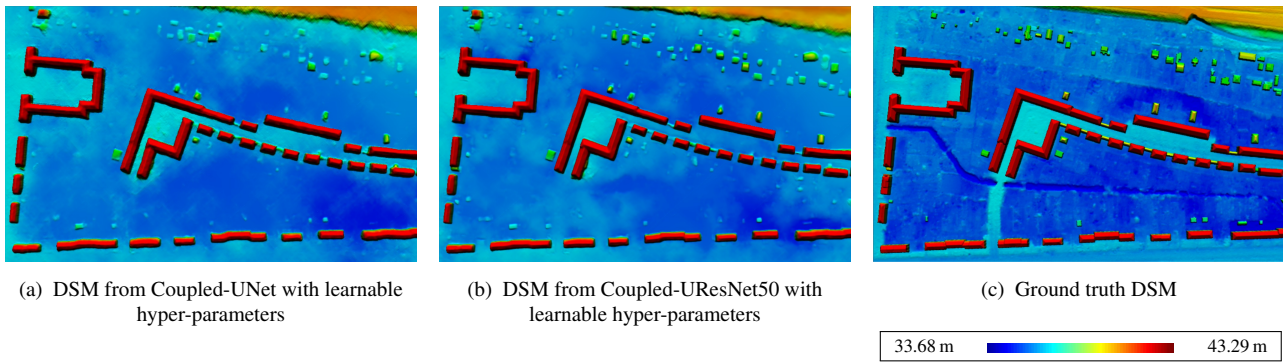 (a) DSM from Coupled-UNet with learnable
hyper-parameters
(b) DSM from Coupled-UResNet50 with
learnable hyper-parameters
(c) Ground truth DSM
33.68 m 43.29 m